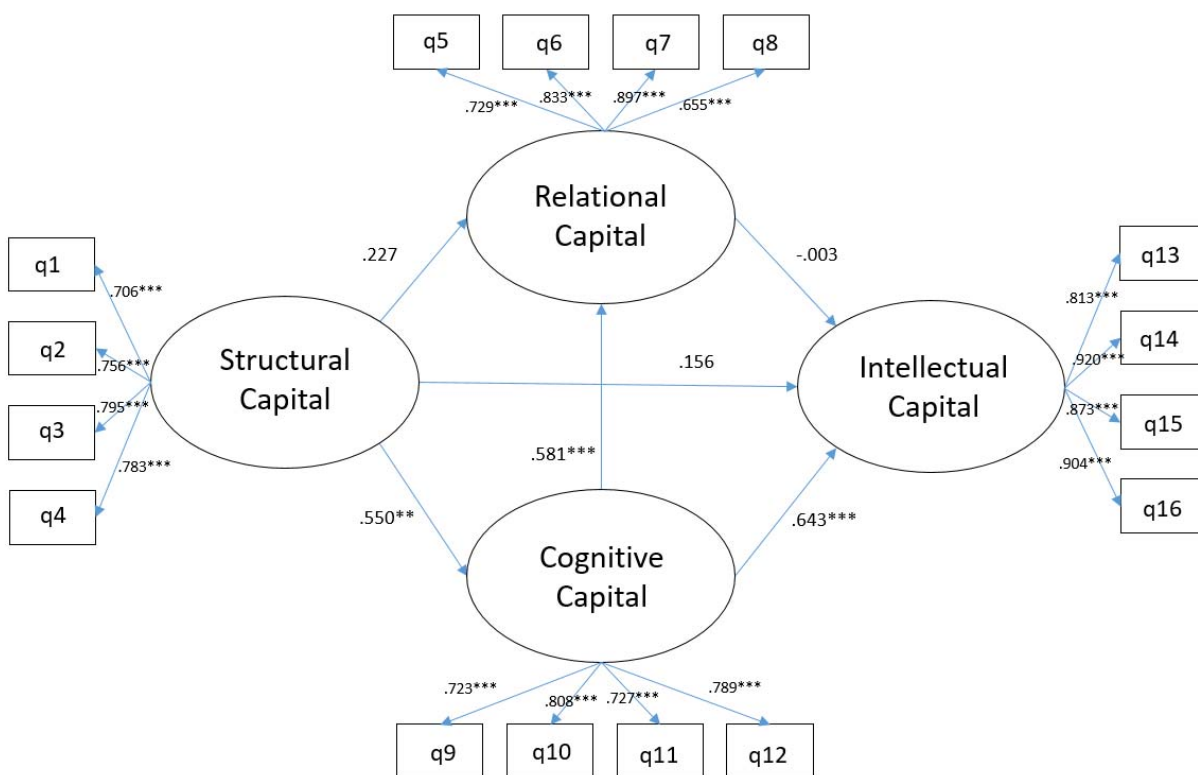 q5
q6
q7
q8
.729***
.833***
.897***
.655***
Relational
Capital
.227
-.003
q1
q2
q3
q4
.706***
.756***
.795***
.783***
Structural
Capital
.156
Intellectual
Capital
q13
q14
q15
q16
.813***
.920***
.873***
.904***
.581***
.550**
.643***
Cognitive
Capital
.723***
.808***
.727***
.789***
q9
q10
q11
q12